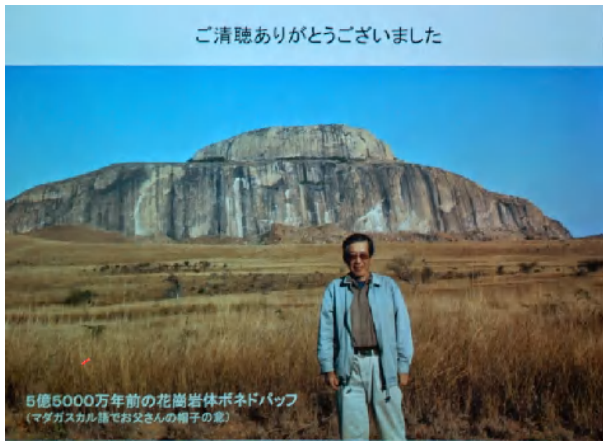 ご清聴ありがとうございました
5億5000万年前の花崗岩体ボネドパッフ
(マダガスカル語でお父さんの帽子の意)